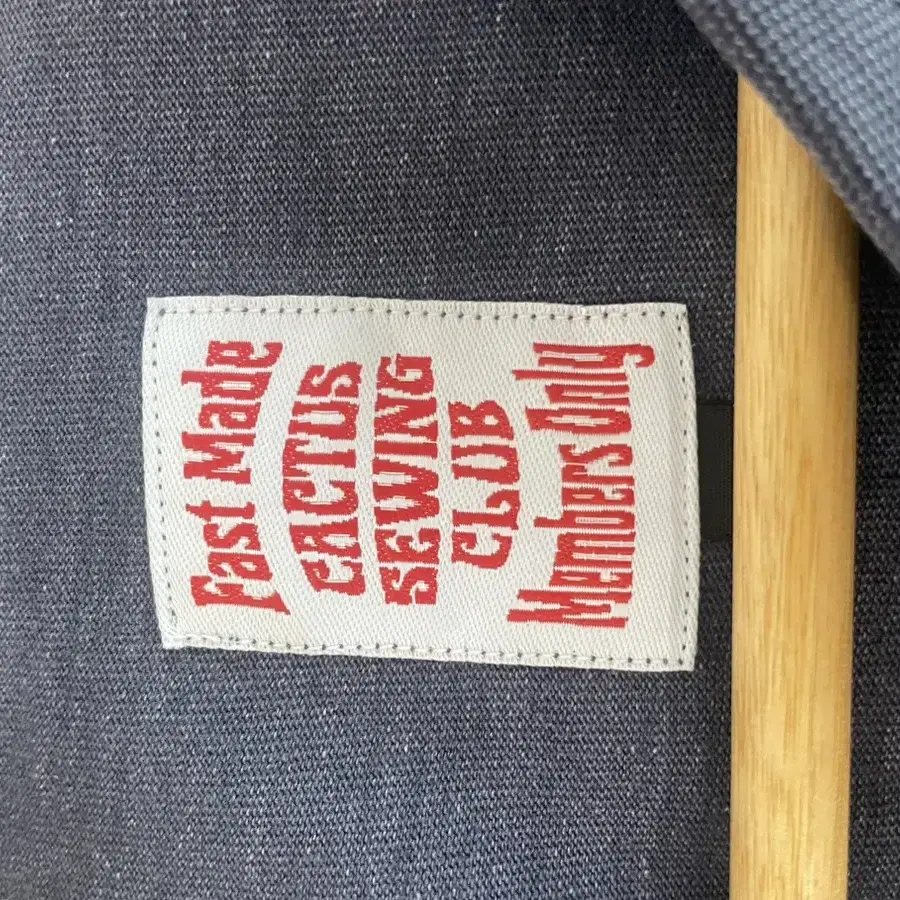 Fast Made
CACTUS
SEWING
CLUB
Members Only